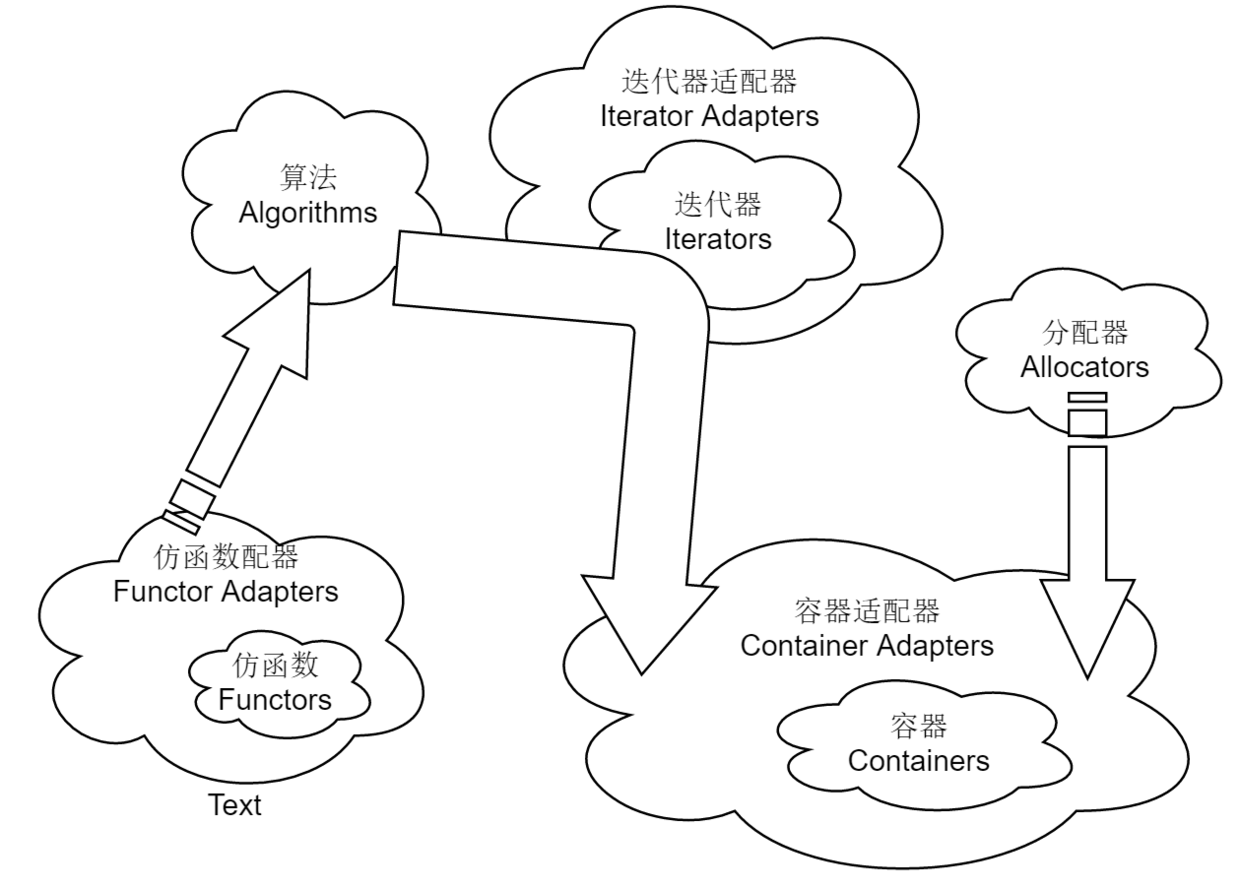 迭代器适配器
Iterator Adapters
算法
Algorithms
迭代器
Iterators
分配器
Allocators
仿函数配器
Functor Adapters
容器适配器
Container Adapters
仿函数
Functors
容器
Containers
Text